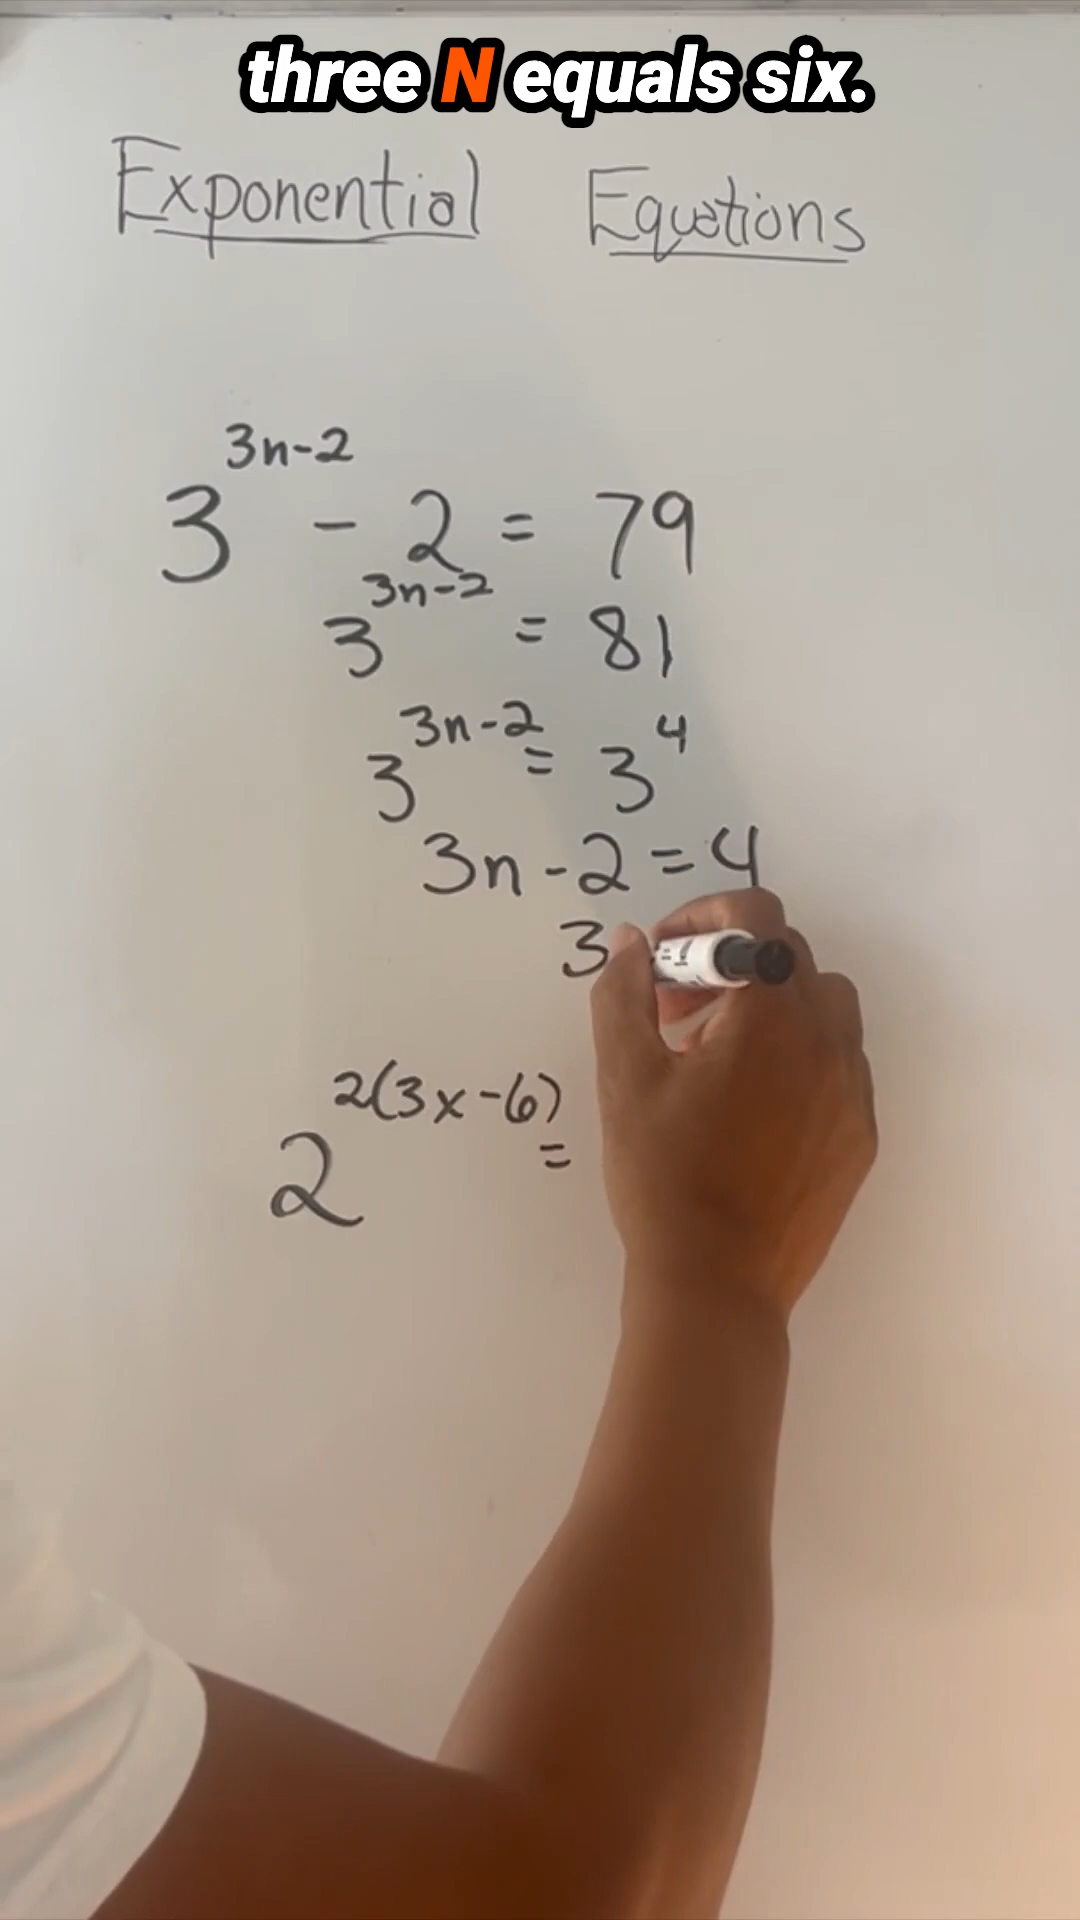 three N equals six.
Exponential Equations
3^{3n-2} - 2 = 79
3^{3n-2} = 81
3^{3n-2} = 3^4
3n - 2 = 4
3
2^{2(3x-6)} =